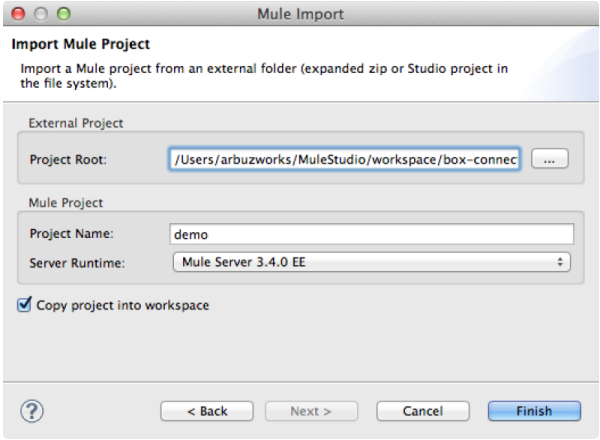 Mule Import
Import Mule Project
Import a Mule project from an external folder (expanded zip or Studio project in
the file system).
External Project
Project Root: /Users/arbuzworks/MuleStudio/workspace/box-connec ...
Mule Project
Project Name: demo
Server Runtime: Mule Server 3.4.0 EE
Copy project into workspace
? < Back Next > Cancel Finish